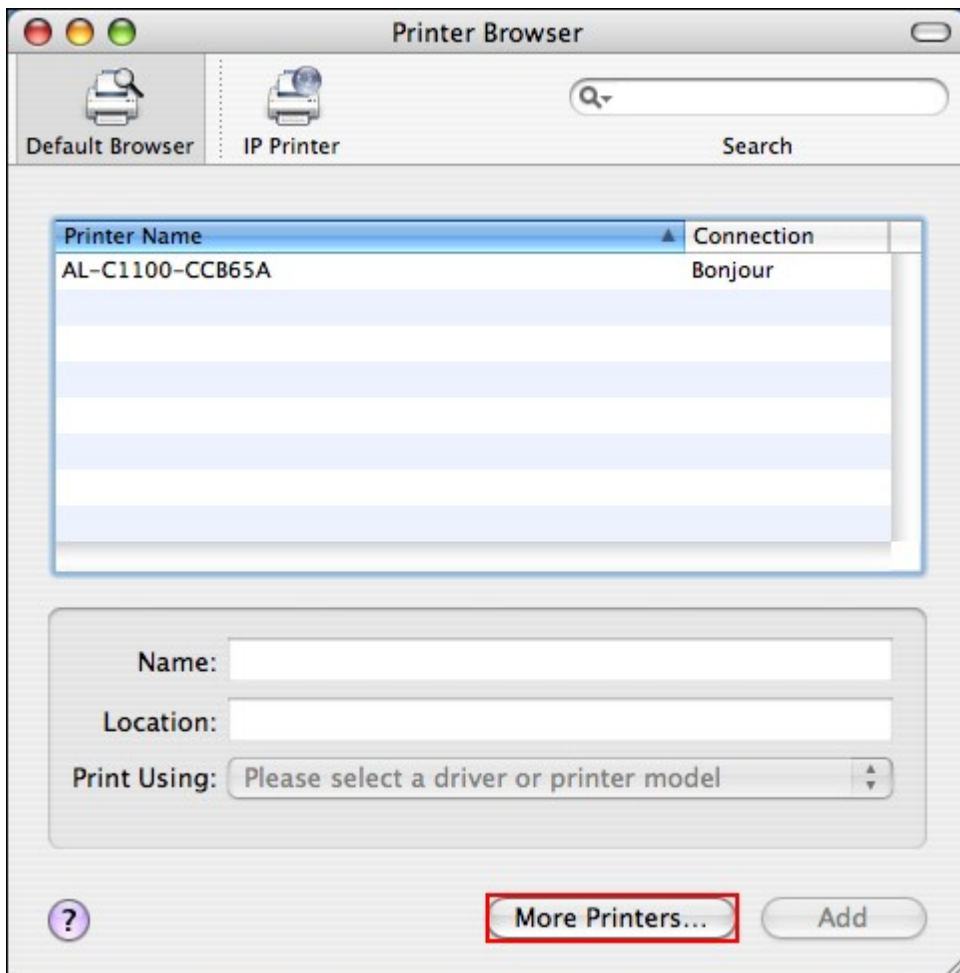 Printer Browser
Default Browser
IP Printer
Search
Printer Name Connection
AL-C1100-CCB65A Bonjour
Name:
Location:
Print Using: Please select a driver or printer model
? More Printers... Add